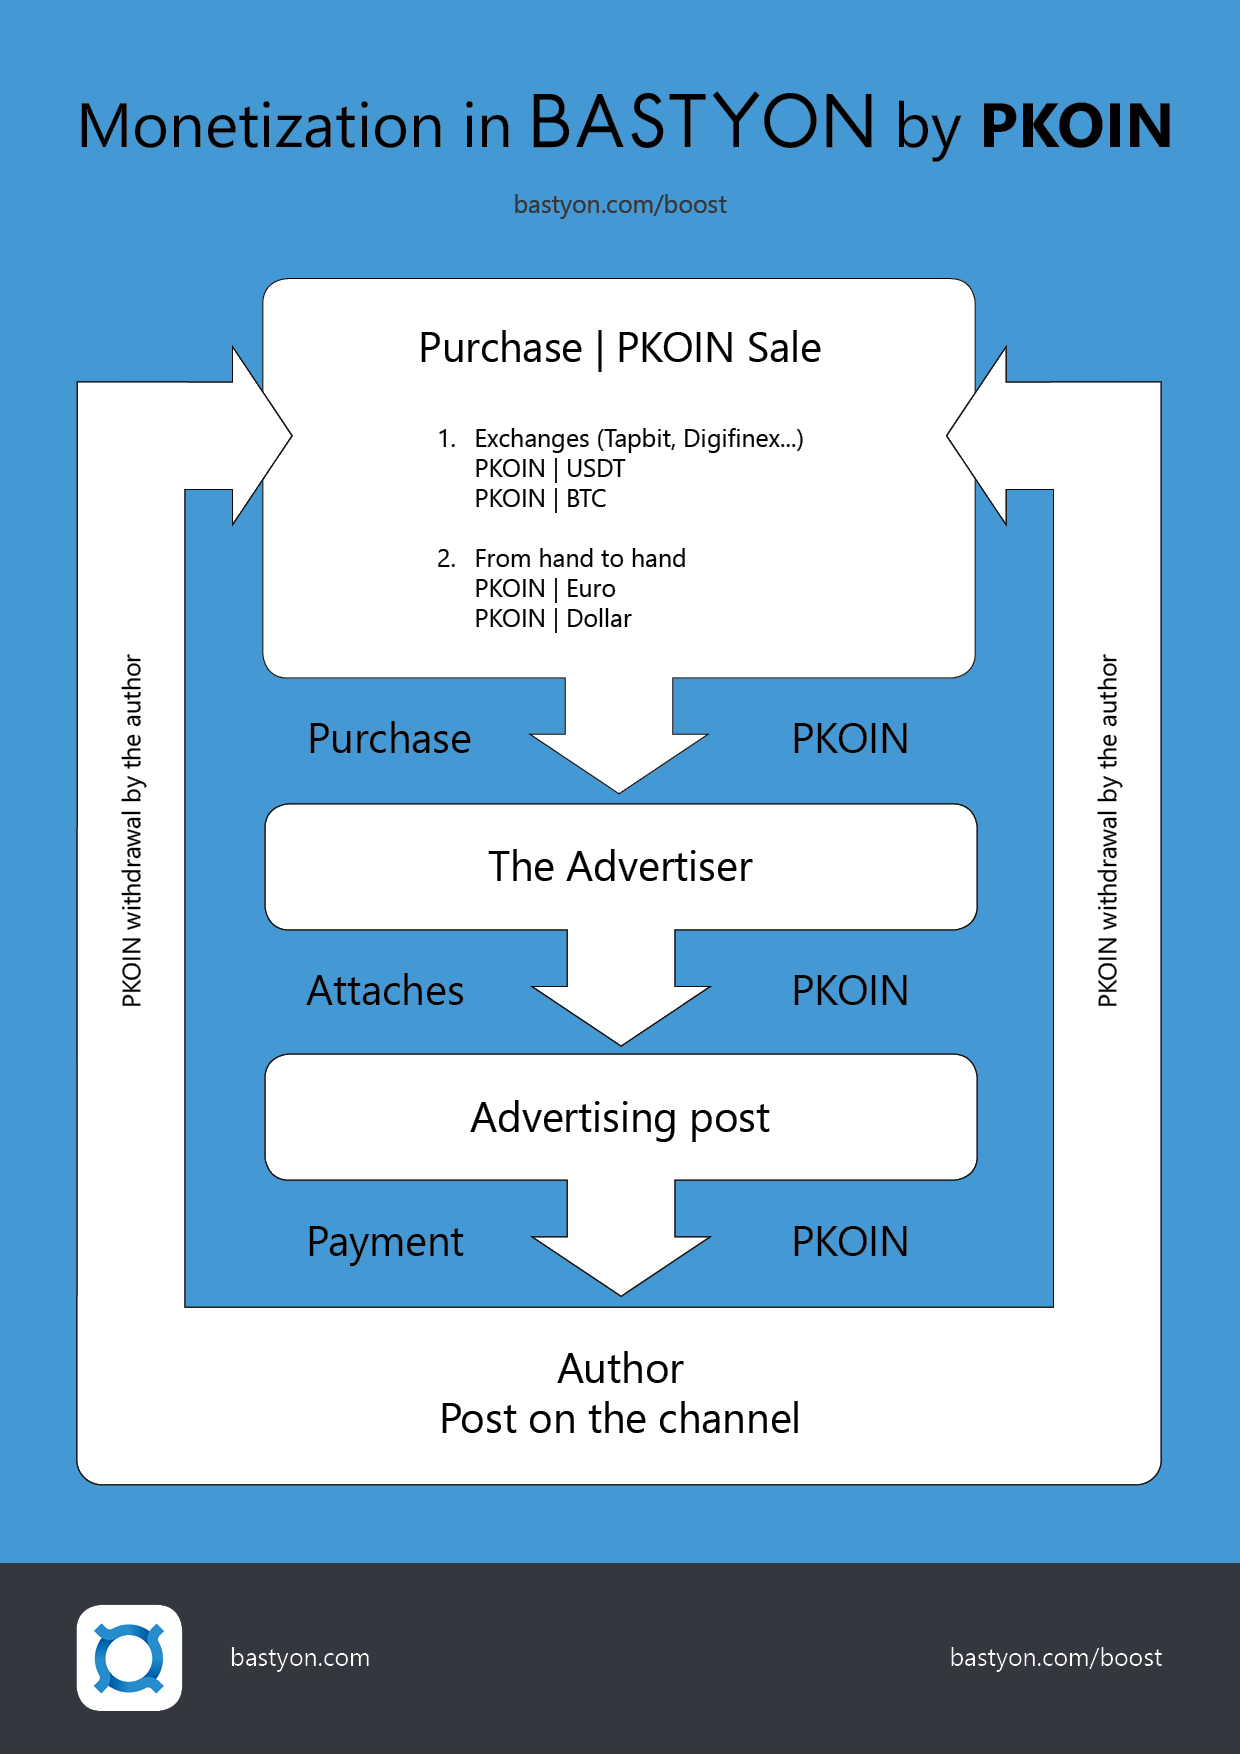 Monetization in BASTYON by PKOIN
bastyon.com/boost
Purchase | PKOIN Sale
1. Exchanges (Tapbit, Digifinex...)
PKOIN | USDT
PKOIN | BTC
2. From hand to hand
PKOIN | Euro
PKOIN | Dollar
Purchase PKOIN
The Advertiser
Attaches PKOIN
Advertising post
Payment PKOIN
Author
Post on the channel
PKOIN withdrawal by the author
PKOIN withdrawal by the author
bastyon.com
bastyon.com/boost